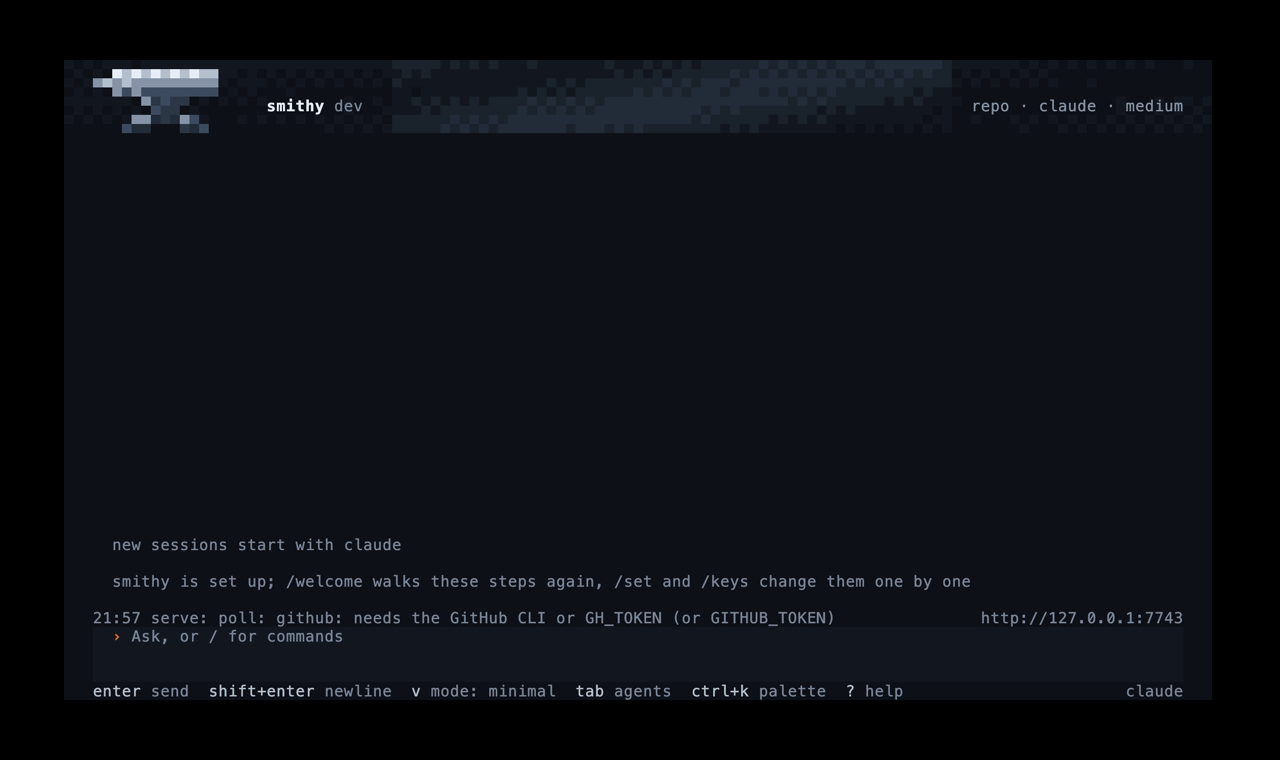 smithy dev repo · claude · medium
new sessions start with claude
smithy is set up; /welcome walks these steps again, /set and /keys change them one by one
21:57 serve: poll: github: needs the GitHub CLI or GH_TOKEN (or GITHUB_TOKEN) http://127.0.0.1:7743
› Ask, or / for commands
enter send shift+enter newline v mode: minimal tab agents ctrl+k palette ? help claude